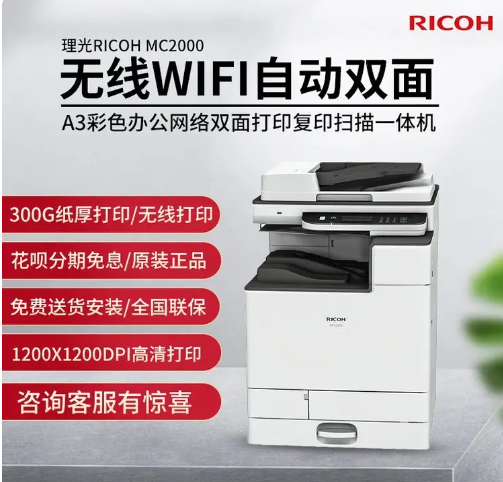 RICOH
理光RICOH MC2000
无线WIFI自动双面
A3彩色办公网络双面打印复印扫描一体机
300G纸厚打印/无线打印
花呗分期免息/原装正品
免费送货安装/全国联保
1200X1200DPI高清打印
咨询客服有惊喜
RICOH